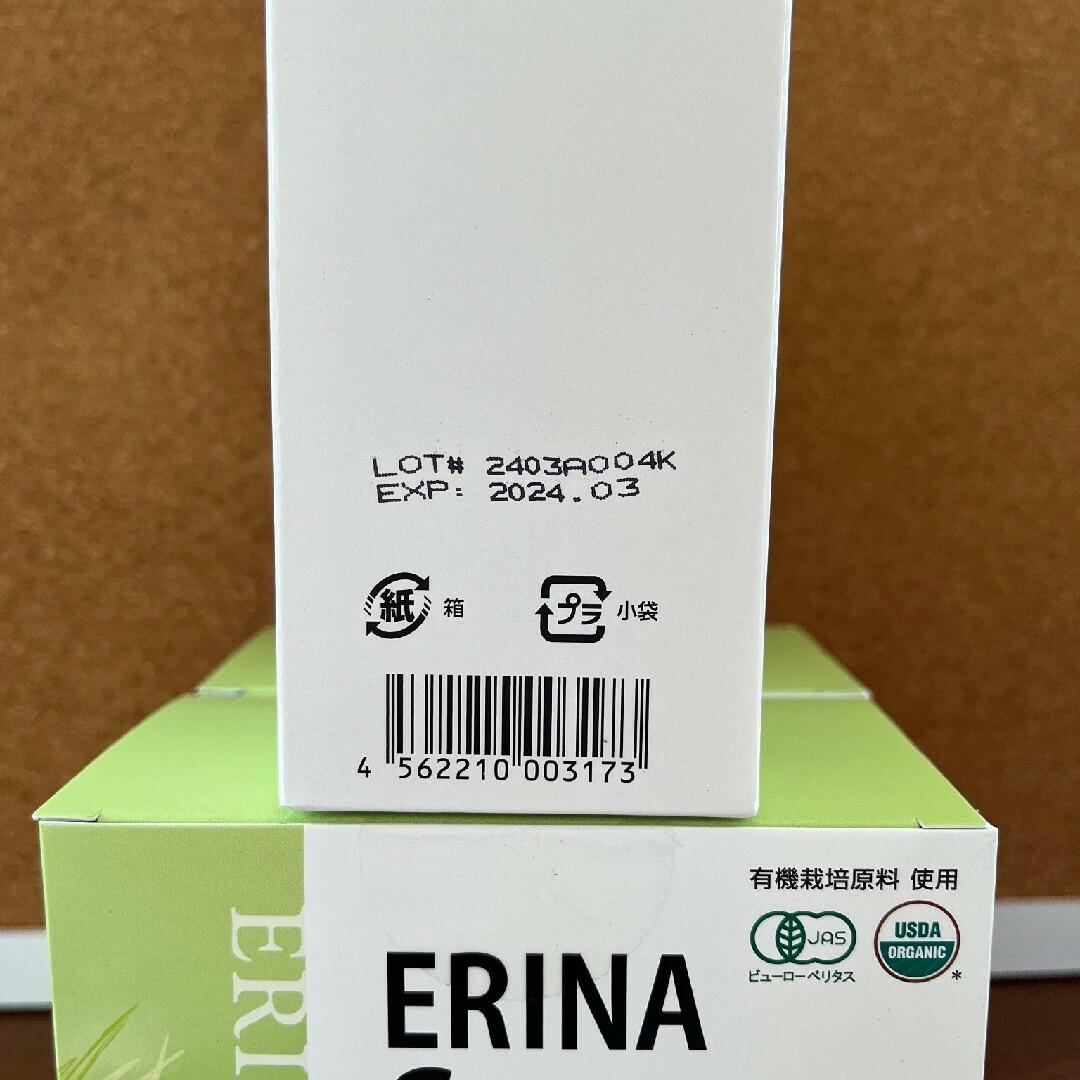 LOT# 2403A004K
EXP: 2024.03
紙 箱
プラ 小袋
4 562210 003173
有機栽培原料 使用
JAS
ビューローベリタス
USDA
ORGANIC
*
ERINA
ERI